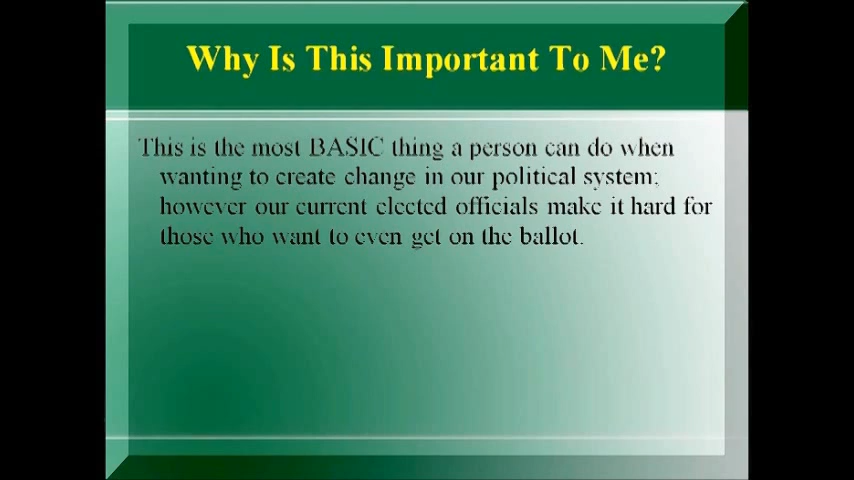 Why Is This Important To Me?
This is the most BASIC thing a person can do when
wanting to create change in our political system;
however our current elected officials make it hard for
those who want to even get on the ballot.